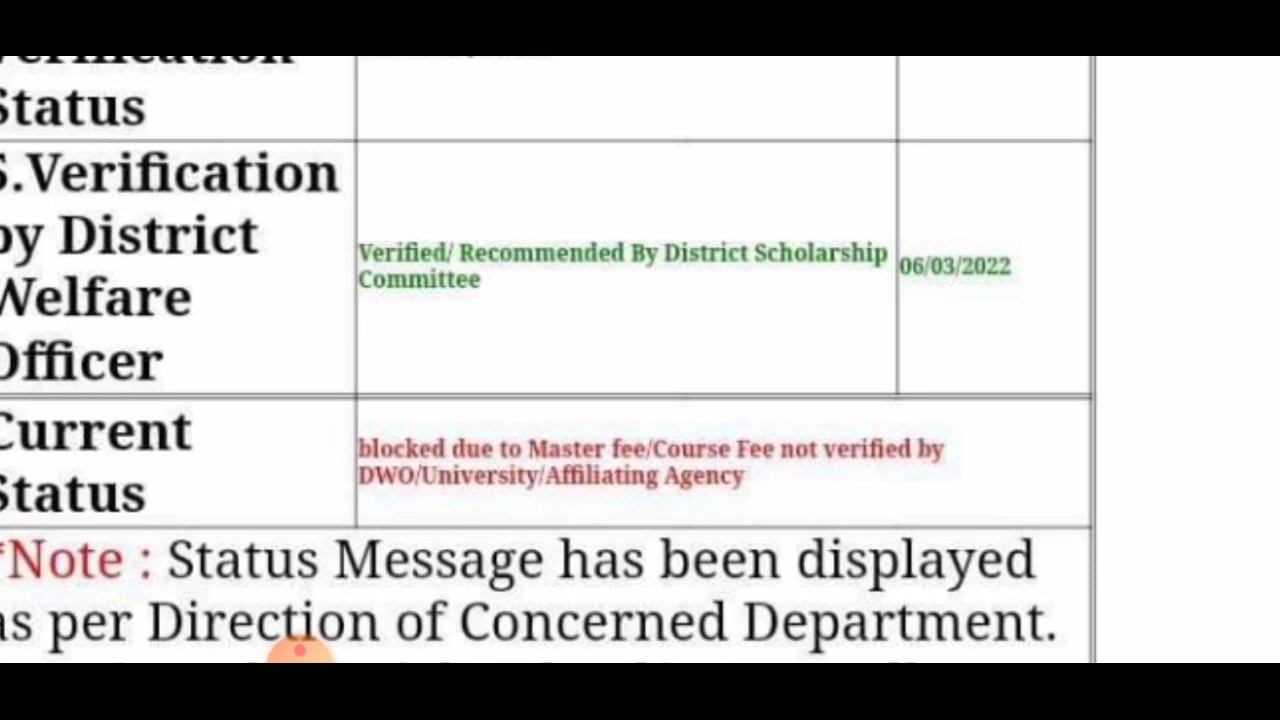 Status
.Verification
by District
Welfare
Officer
Verified/ Recommended By District Scholarship
Committee
06/03/2022
Current
Status
blocked due to Master fee/Course Fee not verified by
DWO/University/Affiliating Agency
*Note : Status Message has been displayed
as per Direction of Concerned Department.